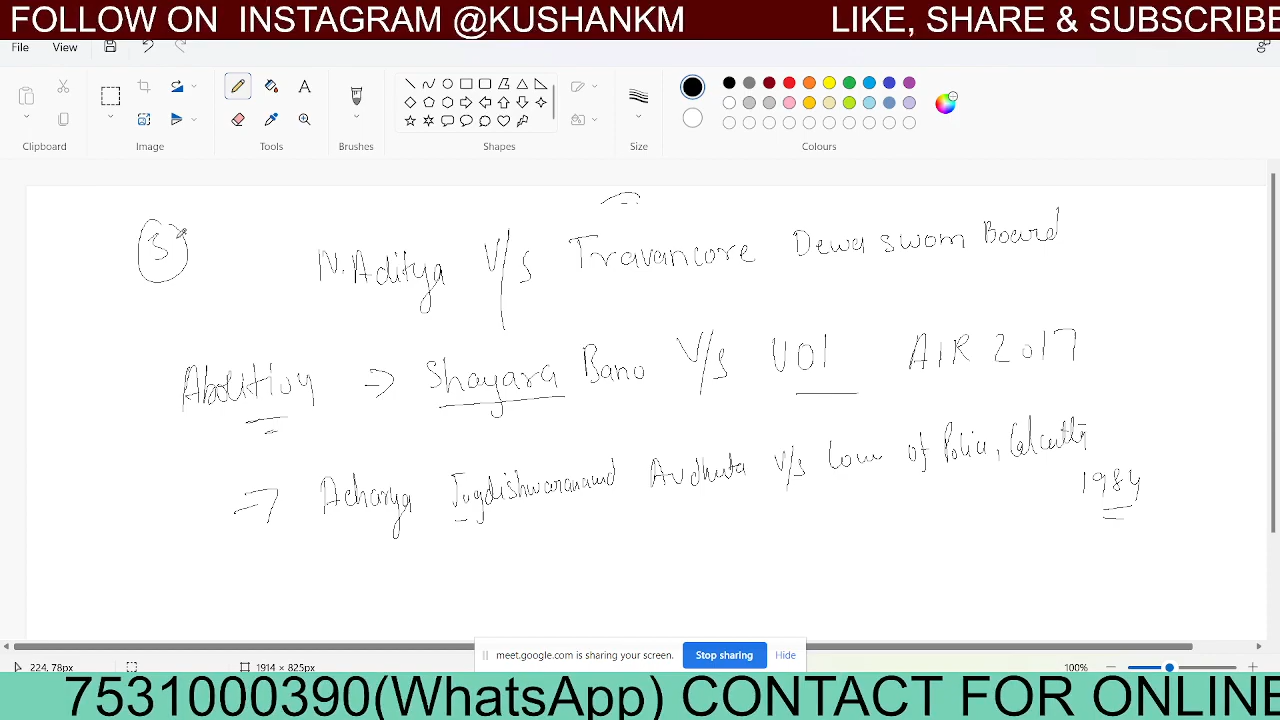 FOLLOW ON INSTAGRAM @KUSHANKM LIKE, SHARE & SUBSCRIBE
File View
Clipboard Image Tools Brushes Shapes Size Colours
3
N. Aditya V/s Travancore Dewaswom Board
Abolition => Shayara Bano V/s UOI AIR 2017
=> Acharya Jagdishwaranand Avdhuta v/s Com of Police, Calcutta
1984
meet.google.com is sharing your screen. Stop sharing Hide
224, 78px 1914 × 825px 100%
7531000390(WhatsApp) CONTACT FOR ONLINE